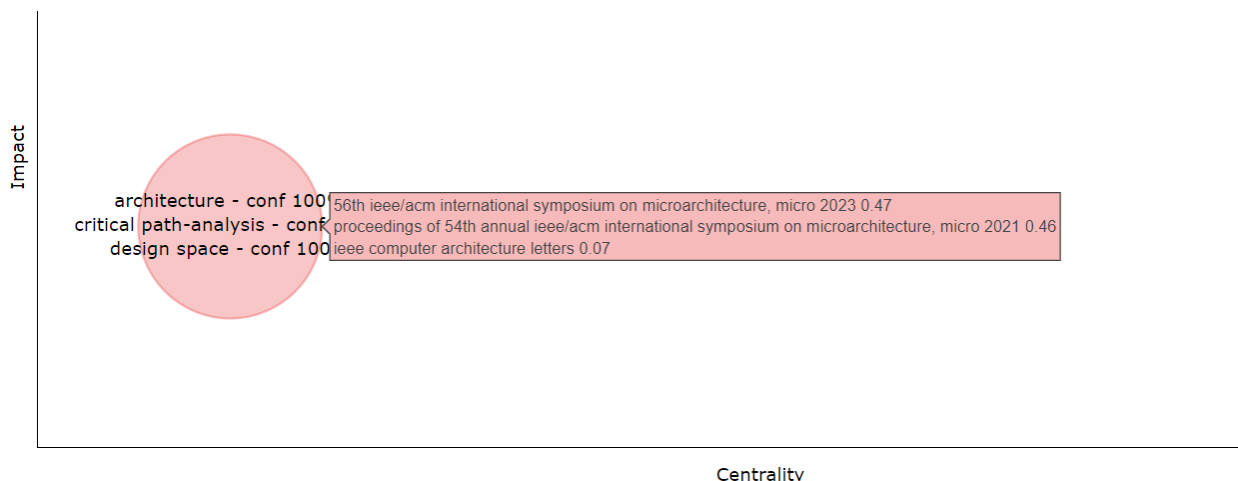 Impact
architecture - conf 100%
56th ieee/acm international symposium on microarchitecture, micro 2023 0.47
critical path-analysis - conf
proceedings of 54th annual ieee/acm international symposium on microarchitecture, micro 2021 0.46
design space - conf 100
ieee computer architecture letters 0.07
Centrality